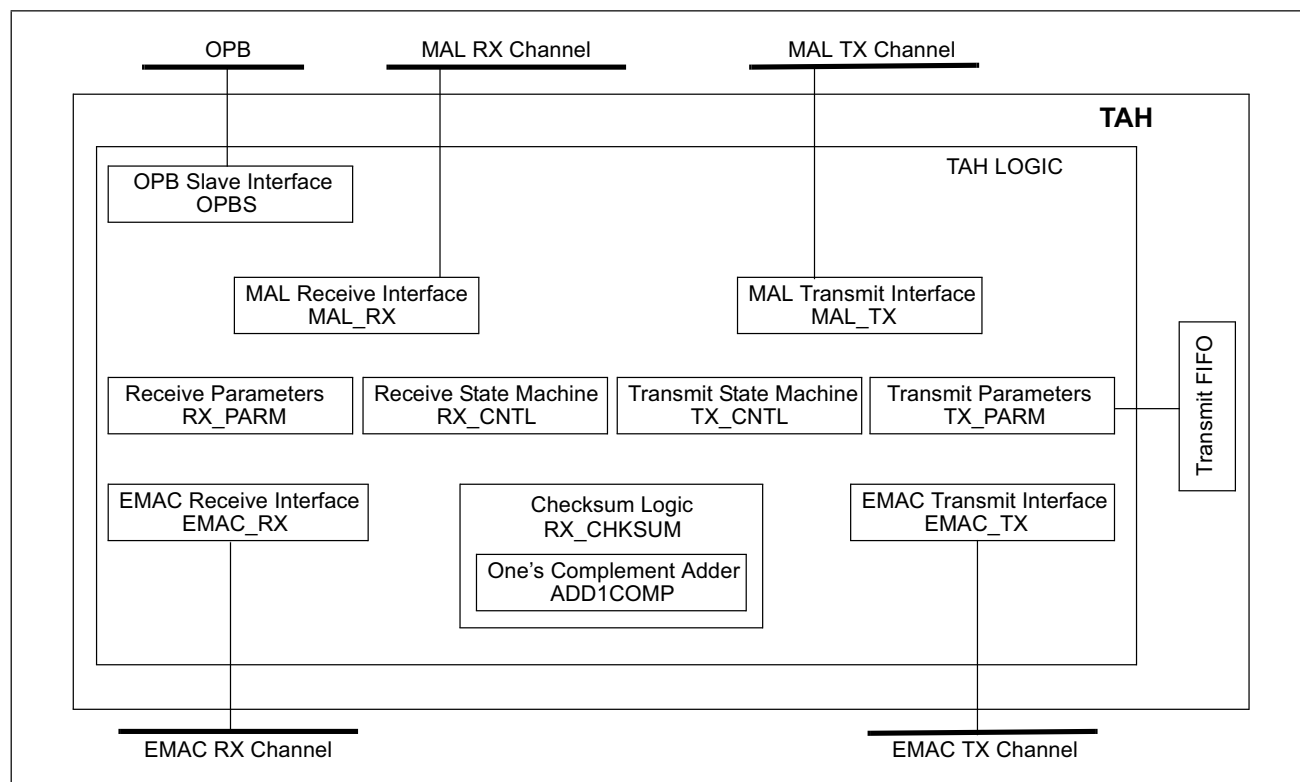 OPB
MAL RX Channel
MAL TX Channel
TAH
TAH LOGIC
OPB Slave Interface
OPBS
MAL Receive Interface
MAL_RX
MAL Transmit Interface
MAL_TX
Receive Parameters
RX_PARM
Receive State Machine
RX_CNTL
Transmit State Machine
TX_CNTL
Transmit Parameters
TX_PARM
Transmit FIFO
EMAC Receive Interface
EMAC_RX
Checksum Logic
RX_CHKSUM
One's Complement Adder
ADD1COMP
EMAC Transmit Interface
EMAC_TX
EMAC RX Channel
EMAC TX Channel